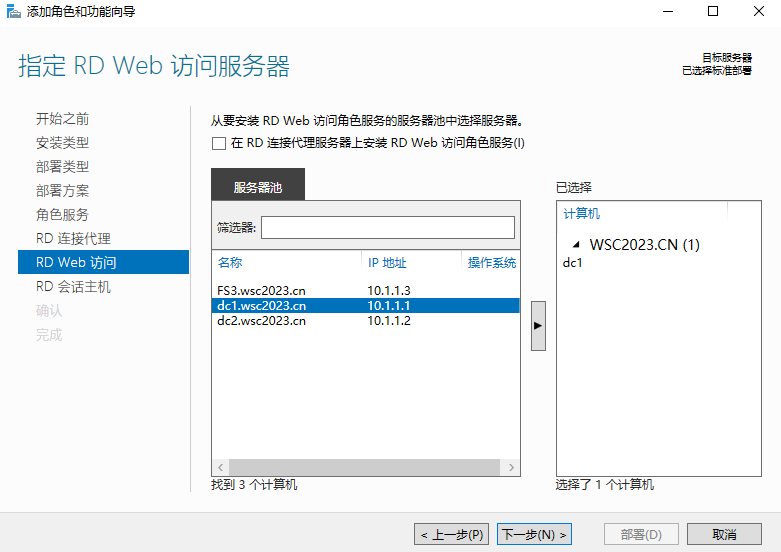 添加角色和功能向导
指定 RD Web 访问服务器
目标服务器
已选择标准部署
开始之前
安装类型
部署类型
部署方案
角色服务
RD 连接代理
RD Web 访问
RD 会话主机
确认
完成
从要安装 RD Web 访问角色服务的服务器池中选择服务器。
在 RD 连接代理服务器上安装 RD Web 访问角色服务(I)
服务器池
筛选器:
名称 IP 地址 操作系统
FS3.wsc2023.cn 10.1.1.3
dc1.wsc2023.cn 10.1.1.1
dc2.wsc2023.cn 10.1.1.2
找到 3 个计算机
已选择
计算机
WSC2023.CN (1)
dc1
选择了 1 个计算机
< 上一步(P) 下一步(N) > 部署(D) 取消